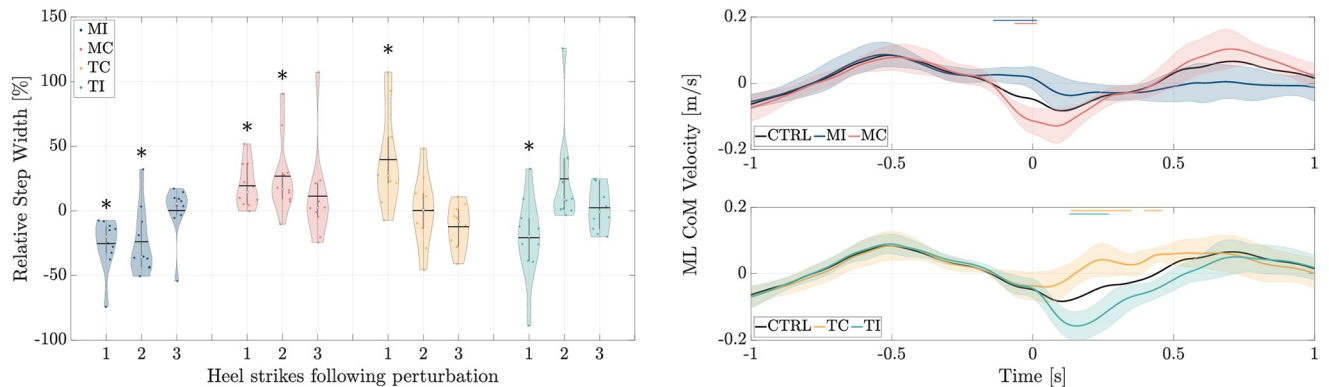 150
100
50
0
-50
-100
Relative Step Width [%]
MI
MC
TC
TI
*
*
*
*
*
*
1 2 3 1 2 3 1 2 3 1 2 3
Heel strikes following perturbation
ML CoM Velocity [m/s]
0.2
0
-0.2
CTRL MI MC
-1 -0.5 0 0.5 1
0.2
0
-0.2
CTRL TC TI
-1 -0.5 0 0.5 1
Time [s]